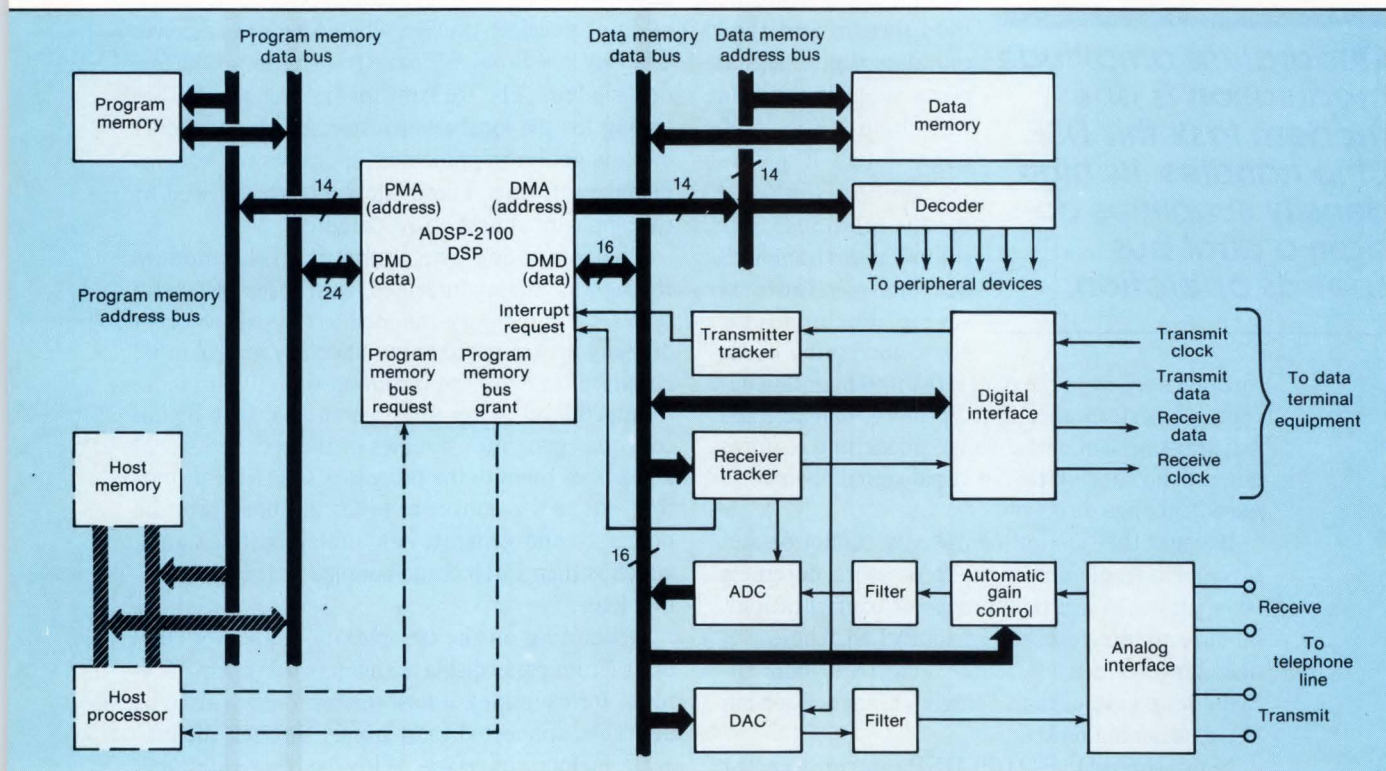 Program memory
data bus
Data memory
data bus
Data memory
address bus
Program
memory
Data
memory
14
PMA
(address)
DMA
(address)
14
14
Decoder
ADSP-2100
DSP
PMD
(data)
DMD
(data)
24
16
To peripheral devices
Program memory
address bus
Interrupt
request
Transmitter
tracker
Digital
interface
Transmit
clock
Transmit
data
Receive
data
Receive
clock
To data
terminal
equipment
Program
memory
bus
request
Program
memory
bus
grant
Receiver
tracker
Host
memory
16
ADC
Filter
Automatic
gain
control
Analog
interface
Receive
To
telephone
line
Transmit
Host
processor
DAC
Filter